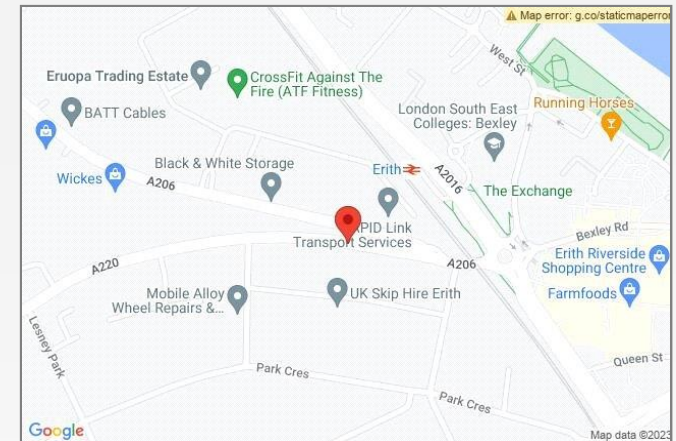 Map error: g.co/staticmaperror
West St
Eruopa Trading Estate
CrossFit Against The
Fire (ATF Fitness)
BATT Cables
London South East
Colleges: Bexley
Running Horses
Wickes
A206
Black & White Storage
Erith
A2016
The Exchange
PID Link
Transport Services
Bexley Rd
A220
A206
Erith Riverside
Shopping Centre
Mobile Alloy
Wheel Repairs &...
UK Skip Hire Erith
Farmfoods
Lesney Park
Park Cres
Park Cres
Queen St
Google
Map data ©2023